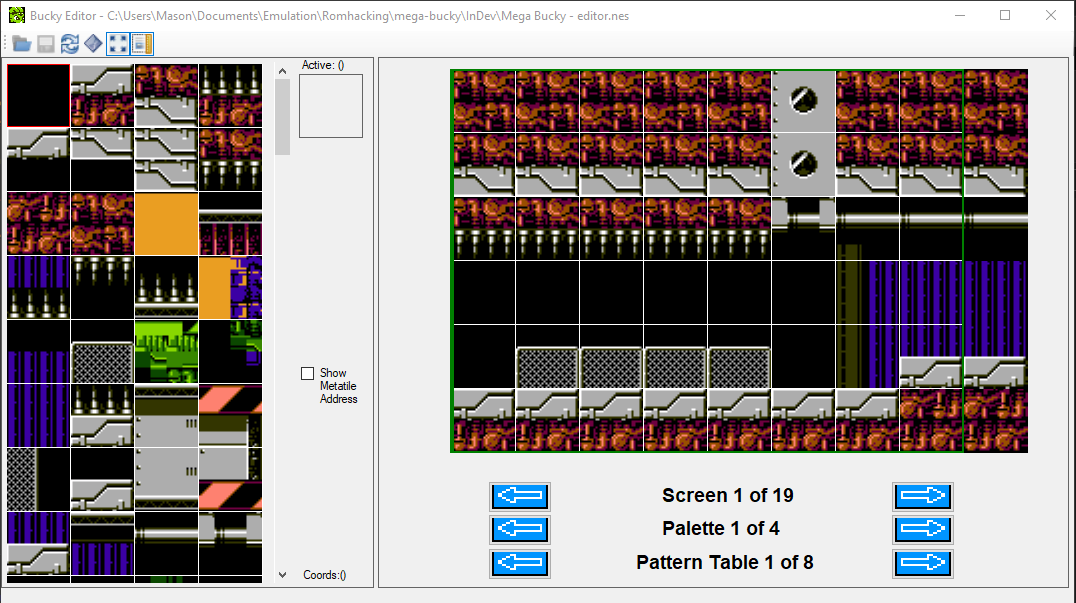 Bucky Editor - C:\Users\Mason\Documents\Emulation\Romhacking\mega-bucky\InDev\Mega Bucky - editor.nes
Active: ()
Show
Metatile
Address
Coords:()
Screen 1 of 19
Palette 1 of 4
Pattern Table 1 of 8